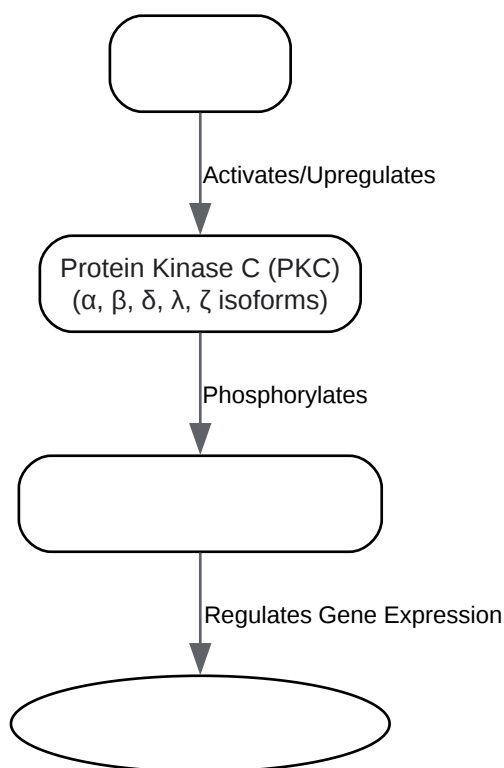 Activates/Upregulates
Protein Kinase C (PKC)
(α, β, δ, λ, ζ isoforms)
Phosphorylates
Regulates Gene Expression